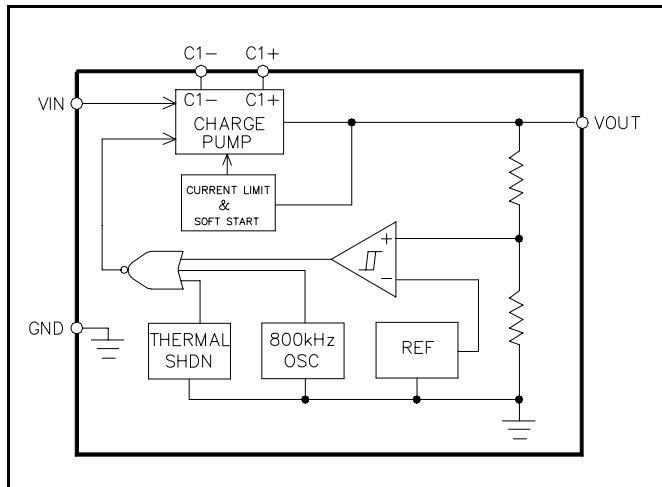 C1- C1+
VIN
C1- C1+
CHARGE
PUMP
VOUT
CURRENT LIMIT
&
SOFT START
+
-
GND
THERMAL
SHDN
800kHz
OSC
REF